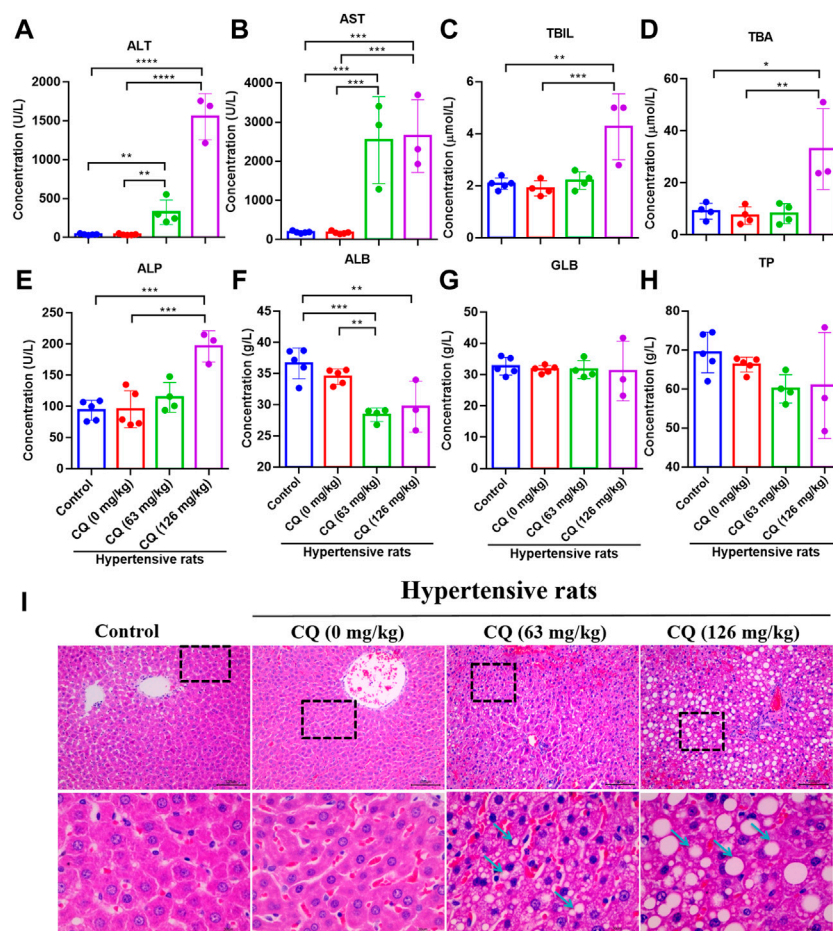 A
ALT
Concentration (U/L)
2000
1500
1000
500
0
****
****
**
**
B
AST
Concentration (U/L)
4000
3000
2000
1000
0
***
***
***
***
C
TBIL
Concentration (μmol/L)
6
4
2
0
**
***
D
TBA
Concentration (μmol/L)
60
40
20
0
*
**
E
ALP
Concentration (U/L)
250
200
150
100
50
0
***
***
Control
CQ (0 mg/kg)
CQ (63 mg/kg)
CQ (126 mg/kg)
Hypertensive rats
F
ALB
Concentration (g/L)
45
40
35
30
25
20
**
***
**
Control
CQ (0 mg/kg)
CQ (63 mg/kg)
CQ (126 mg/kg)
Hypertensive rats
G
GLB
Concentration (g/L)
50
40
30
20
10
0
Control
CQ (0 mg/kg)
CQ (63 mg/kg)
CQ (126 mg/kg)
Hypertensive rats
H
TP
Concentration (g/L)
80
70
60
50
40
Control
CQ (0 mg/kg)
CQ (63 mg/kg)
CQ (126 mg/kg)
Hypertensive rats
I
Hypertensive rats
Control
CQ (0 mg/kg)
CQ (63 mg/kg)
CQ (126 mg/kg)